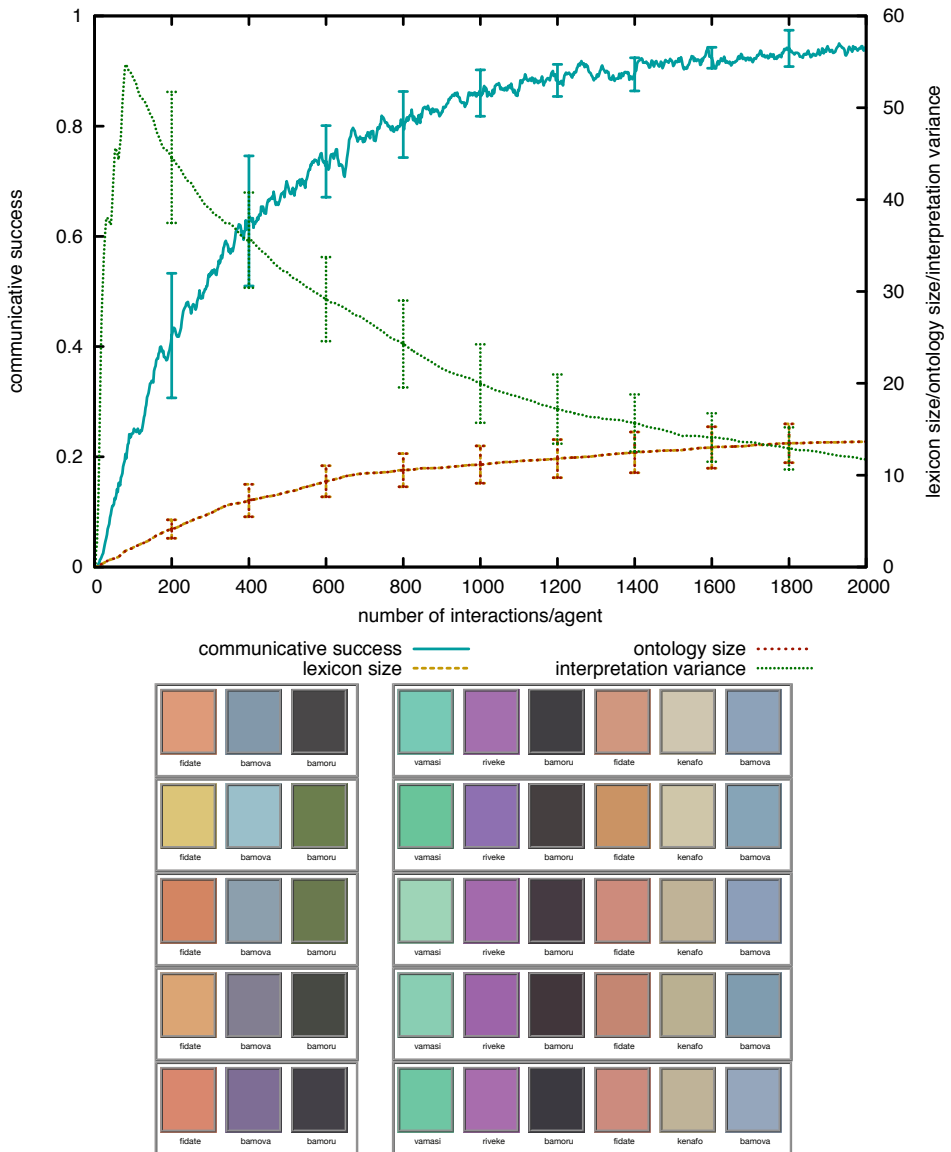 1
0.8
0.6
0.4
0.2
0
60
50
40
30
20
10
0
communicative success
lexicon size/ontology size/interpretation variance
0 200 400 600 800 1000 1200 1400 1600 1800 2000
number of interactions/agent
communicative success ontology size
lexicon size interpretation variance
fidate bamova bamoru vamasi riveke bamoru fidate kenafo bamova
fidate bamova bamoru vamasi riveke bamoru fidate kenafo bamova
fidate bamova bamoru vamasi riveke bamoru fidate kenafo bamova
fidate bamova bamoru vamasi riveke bamoru fidate kenafo bamova
fidate bamova bamoru vamasi riveke bamoru fidate kenafo bamova